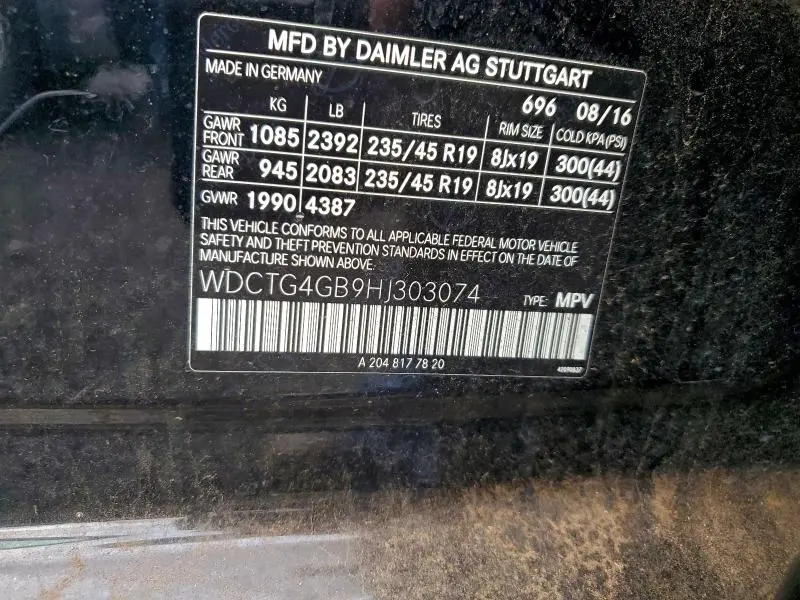 MFD BY DAIMLER AG STUTTGART
MADE IN GERMANY 696 08/16
KG LB TIRES RIM SIZE COLD KPA (PSI)
GAWR FRONT 1085 2392 235/45 R19 8Jx19 300(44)
GAWR REAR 945 2083 235/45 R19 8Jx19 300(44)
GVWR 1990 4387
THIS VEHICLE CONFORMS TO ALL APPLICABLE FEDERAL MOTOR VEHICLE
SAFETY AND THEFT PREVENTION STANDARDS IN EFFECT ON THE DATE OF
MANUFACTURE SHOWN ABOVE.
WDCTG4GB9HJ303074 TYPE: MPV
A 204 817 78 20